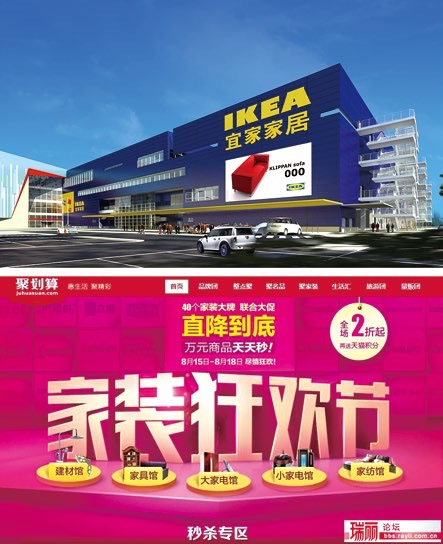 IKEA
宜家家居
KLIPPAN sofa
000
IKEA
IKEA
聚划算
juhuasuan.com
惠生活 聚精彩
首页 品牌团 整点聚 聚名品 聚家装 生活汇 旅游团 量贩团
40个家装大牌 联合大促
直降到底
万元商品天天秒!
8月15日-8月18日 尽情狂欢!
全场2折起
再送天猫积分
家装狂欢节
建材馆
家具馆
大家电馆
小家电馆
家纺馆
秒杀专区
瑞丽 论坛
bbs.rayli.com.cn